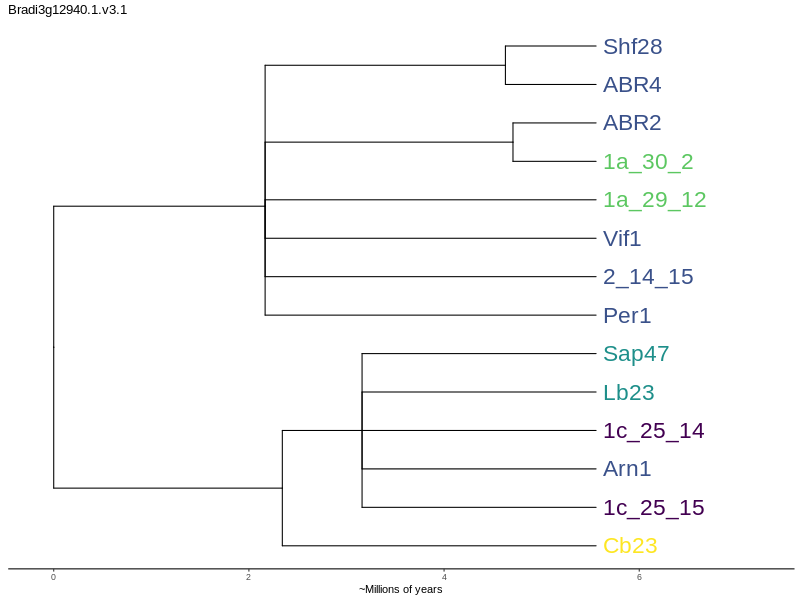 Bradi3g12940.1.v3.1
Shf28
ABR4
ABR2
1a_30_2
1a_29_12
Vif1
2_14_15
Per1
Sap47
Lb23
1c_25_14
Arn1
1c_25_15
Cb23
0 2 4 6
~Millions of years